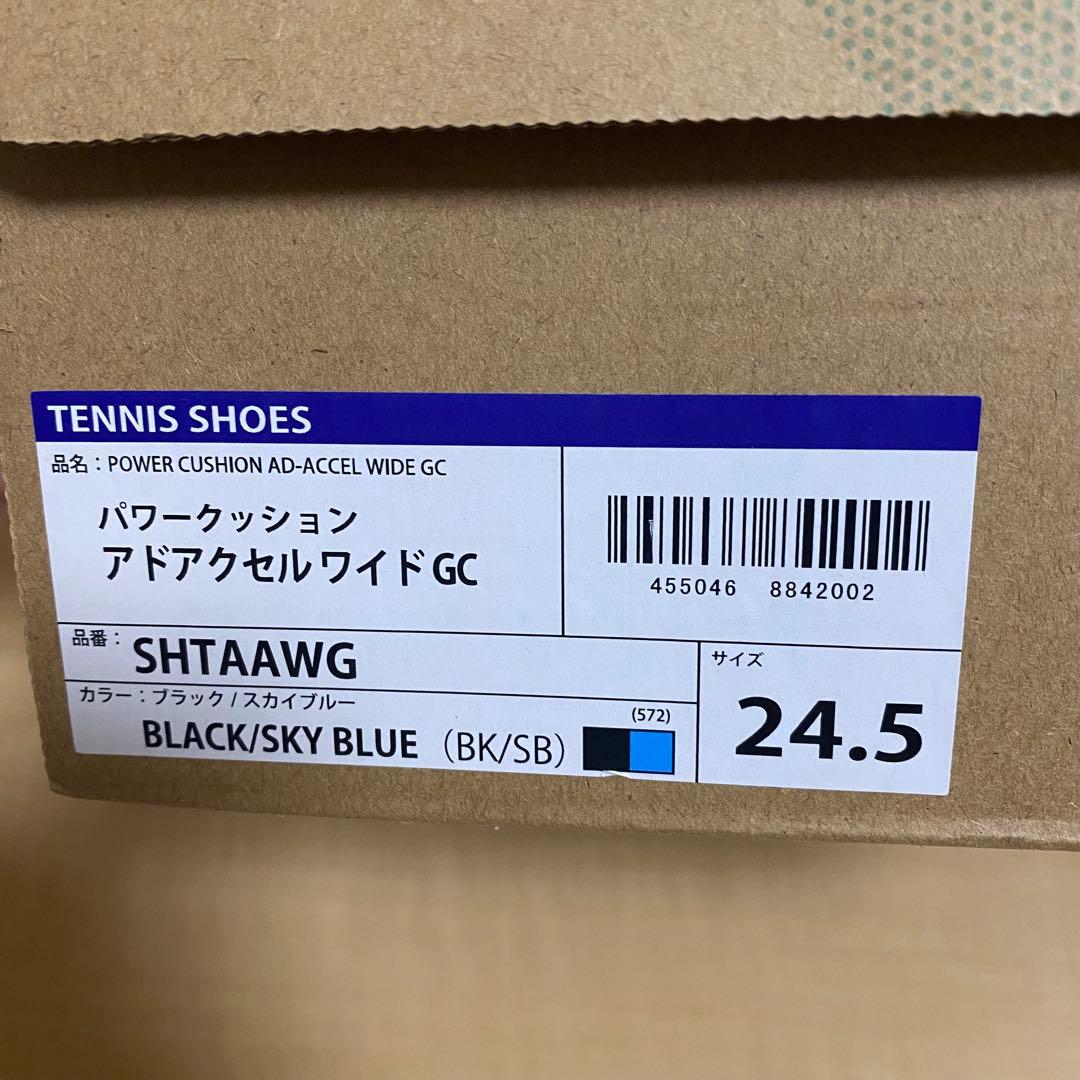 TENNIS SHOES
品名：POWER CUSHION AD-ACCEL WIDE GC
パワークッション
アドアクセル ワイド GC
455046 8842002
品番：SHTAAWG
カラー：ブラック / スカイブルー
(572)
BLACK/SKY BLUE（BK/SB）
サイズ
24.5